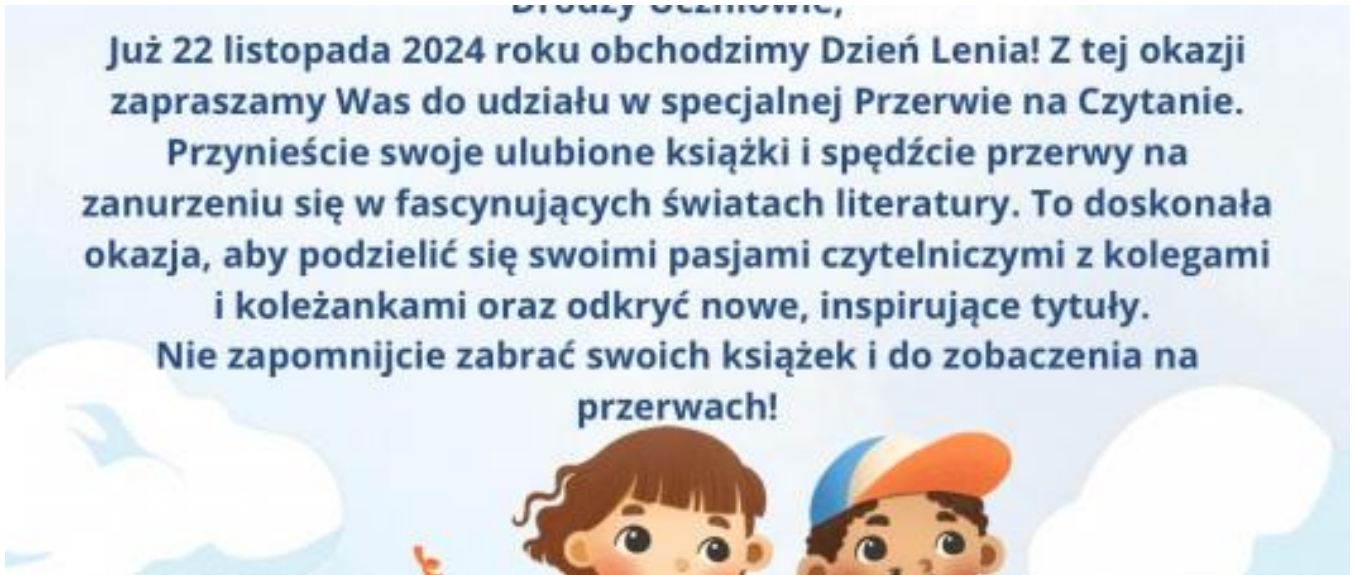 Drodzy Uczniowie,
Już 22 listopada 2024 roku obchodzimy Dzień Lenia! Z tej okazji
zapraszamy Was do udziału w specjalnej Przerwie na Czytanie.
Przynieście swoje ulubione książki i spędźcie przerwy na
zanurzeniu się w fascynujących światach literatury. To doskonała
okazja, aby podzielić się swoimi pasjami czytelniczymi z kolegami
i koleżankami oraz odkryć nowe, inspirujące tytuły.
Nie zapomnijcie zabrać swoich książek i do zobaczenia na
przerwach!